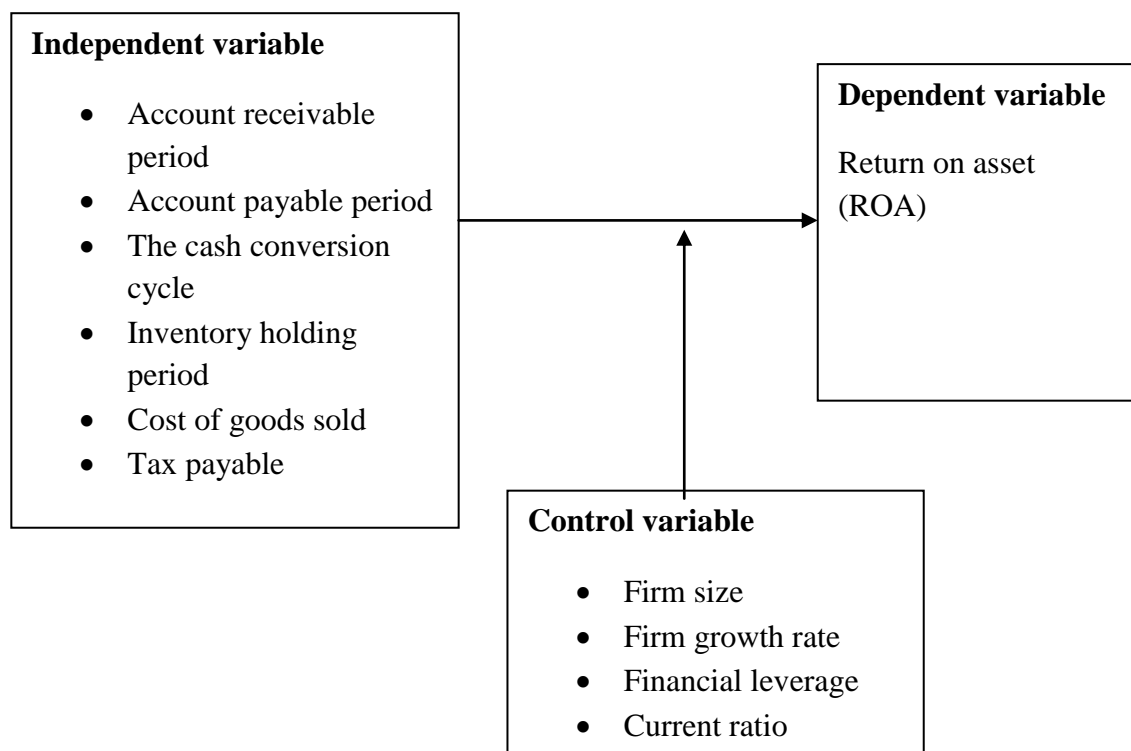 Independent variable
• Account receivable
period
• Account payable period
• The cash conversion
cycle
• Inventory holding
period
• Cost of goods sold
• Tax payable
Dependent variable
Return on asset
(ROA)
Control variable
• Firm size
• Firm growth rate
• Financial leverage
• Current ratio